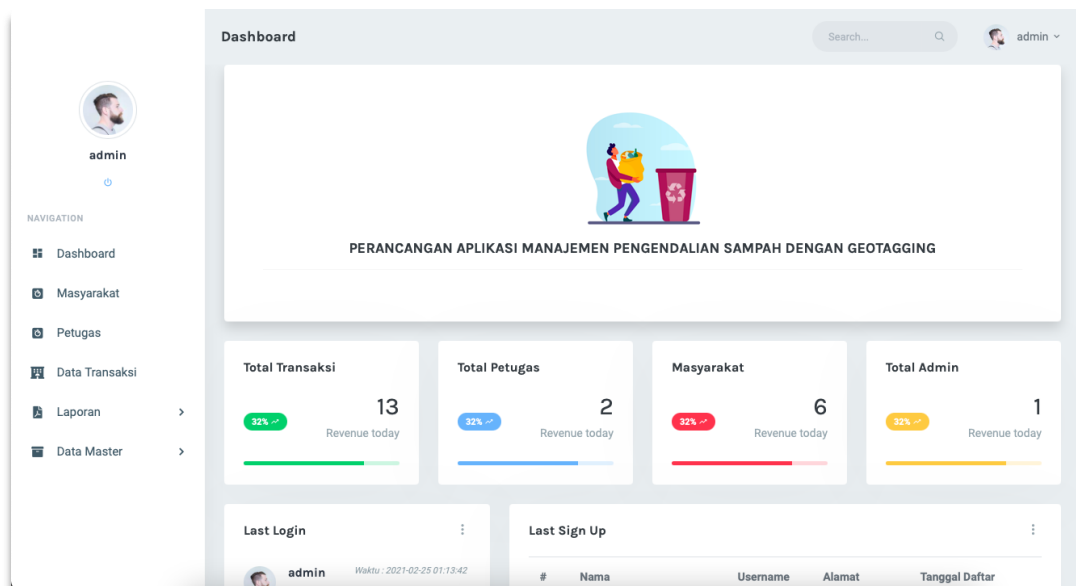 Dashboard
Search...
admin
admin
NAVIGATION
Dashboard
Masyarakat
Petugas
Data Transaksi
Laporan
Data Master
PERANCANGAN APLIKASI MANAJEMEN PENGENDALIAN SAMPAH DENGAN GEOTAGGING
Total Transaksi
32%
13
Revenue today
Total Petugas
32%
2
Revenue today
Masyarakat
32%
6
Revenue today
Total Admin
32%
1
Revenue today
Last Login
admin
Waktu : 2021-02-25 01:13:42
Last Sign Up
# Nama Username Alamat Tanggal Daftar